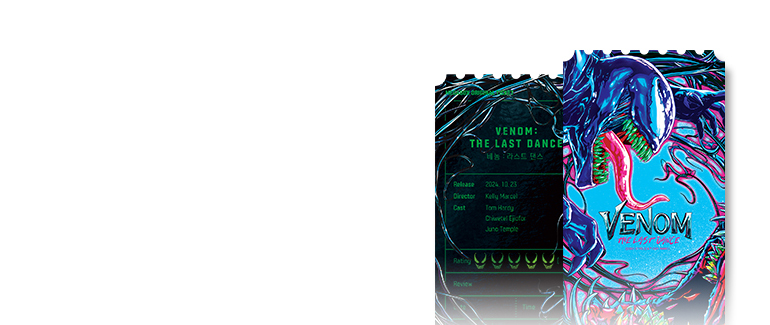 VENOM:
THE LAST DANCE
베놈 : 라스트 댄스
Release 2024. 10. 23
Director Kelly Marcel
Cast Tom Hardy
Chiwetel Ejiofor
Juno Temple
Rating
Review
Time
VENOM
THE LAST DANCE